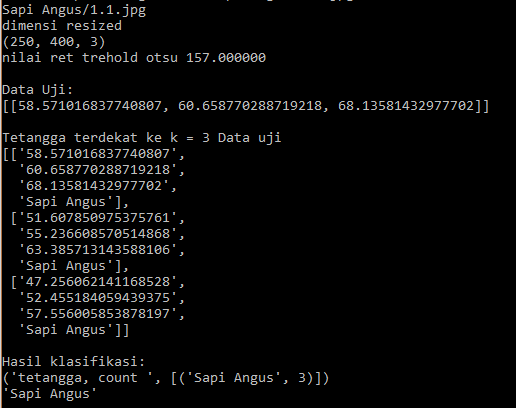 Sapi Angus/1.1.jpg
dimensi resized
(250, 400, 3)
nilai ret trehold otsu 157.000000
Data Uji:
[[58.571016837740807, 60.658770288719218, 68.13581432977702]]
Tetangga terdekat ke k = 3 Data uji
[['58.571016837740807',
'60.658770288719218',
'68.13581432977702',
'Sapi Angus'],
['51.607850975375761',
'55.236608570514868',
'63.385713143588106',
'Sapi Angus'],
['47.256062141168528',
'52.455184059439375',
'57.556005853878197',
'Sapi Angus']]
Hasil klasifikasi:
('tetangga, count ', [('Sapi Angus', 3)])
'Sapi Angus'